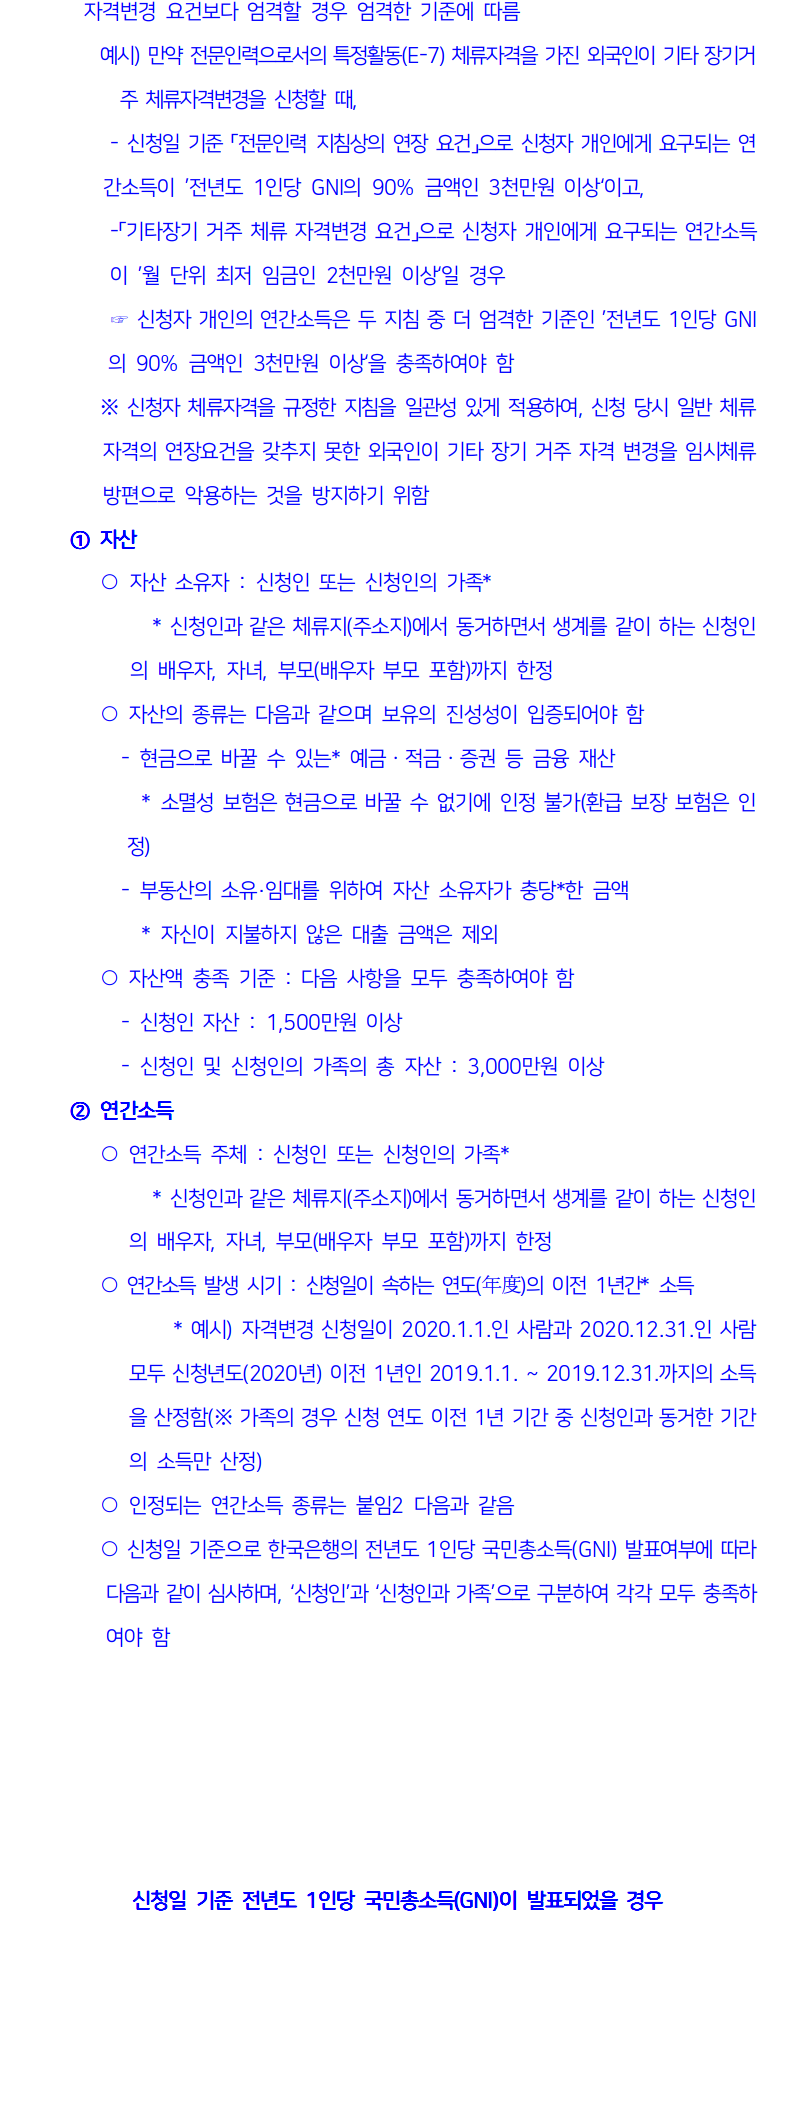 자격변경 요건보다 엄격할 경우 엄격한 기준에 따름
예시) 만약 전문인력으로서의 특정활동(E-7) 체류자격을 가진 외국인이 기타 장기거
주 체류자격변경을 신청할 때,
- 신청일 기준 ｢전문인력 지침상의 연장 요건｣으로 신청자 개인에게 요구되는 연
간소득이 '전년도 1인당 GNI의 90% 금액인 3천만원 이상'이고,
-｢기타장기 거주 체류 자격변경 요건｣으로 신청자 개인에게 요구되는 연간소득
이 '월 단위 최저 임금인 2천만원 이상'일 경우
☞ 신청자 개인의 연간소득은 두 지침 중 더 엄격한 기준인 '전년도 1인당 GNI
의 90% 금액인 3천만원 이상'을 충족하여야 함
※ 신청자 체류자격을 규정한 지침을 일관성 있게 적용하여, 신청 당시 일반 체류
자격의 연장요건을 갖추지 못한 외국인이 기타 장기 거주 자격 변경을 임시체류
방편으로 악용하는 것을 방지하기 위함
① 자산
○ 자산 소유자 : 신청인 또는 신청인의 가족*
* 신청인과 같은 체류지(주소지)에서 동거하면서 생계를 같이 하는 신청인
의 배우자, 자녀, 부모(배우자 부모 포함)까지 한정
○ 자산의 종류는 다음과 같으며 보유의 진성성이 입증되어야 함
- 현금으로 바꿀 수 있는* 예금·적금·증권 등 금융 재산
* 소멸성 보험은 현금으로 바꿀 수 없기에 인정 불가(환급 보장 보험은 인
정)
- 부동산의 소유·임대를 위하여 자산 소유자가 충당*한 금액
* 자신이 지불하지 않은 대출 금액은 제외
○ 자산액 충족 기준 : 다음 사항을 모두 충족하여야 함
- 신청인 자산 : 1,500만원 이상
- 신청인 및 신청인의 가족의 총 자산 : 3,000만원 이상
② 연간소득
○ 연간소득 주체 : 신청인 또는 신청인의 가족*
* 신청인과 같은 체류지(주소지)에서 동거하면서 생계를 같이 하는 신청인
의 배우자, 자녀, 부모(배우자 부모 포함)까지 한정
○ 연간소득 발생 시기 : 신청일이 속하는 연도(年度)의 이전 1년간* 소득
* 예시) 자격변경 신청일이 2020.1.1.인 사람과 2020.12.31.인 사람
모두 신청년도(2020년) 이전 1년인 2019.1.1. ~ 2019.12.31.까지의 소득
을 산정함(※ 가족의 경우 신청 연도 이전 1년 기간 중 신청인과 동거한 기간
의 소득만 산정)
○ 인정되는 연간소득 종류는 붙임2 다음과 같음
○ 신청일 기준으로 한국은행의 전년도 1인당 국민총소득(GNI) 발표여부에 따라
다음과 같이 심사하며, '신청인'과 '신청인과 가족'으로 구분하여 각각 모두 충족하
여야 함
신청일 기준 전년도 1인당 국민총소득(GNI)이 발표되었을 경우